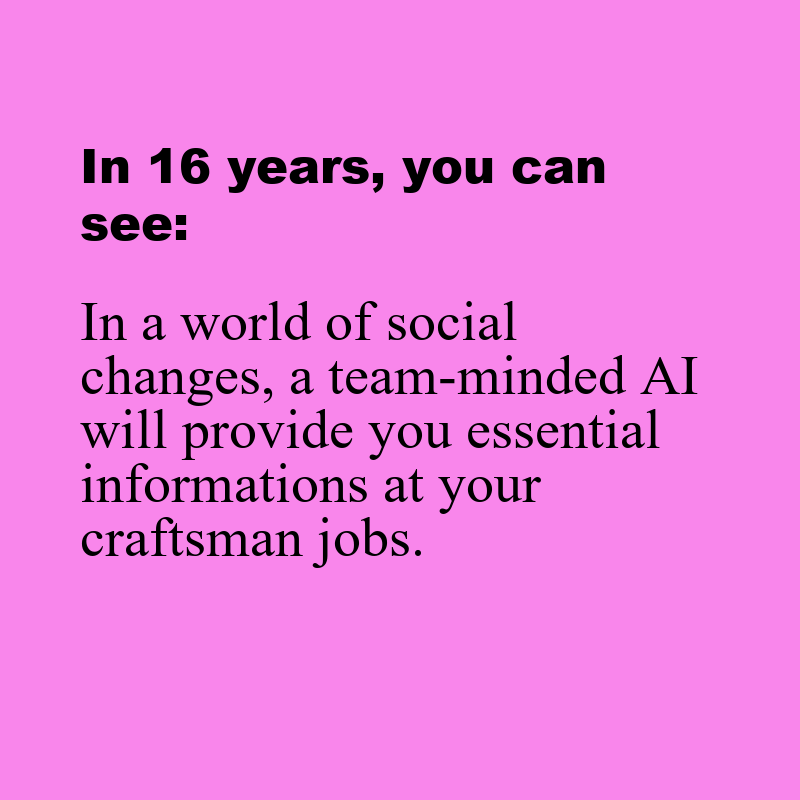 In 16 years, you can
see:
In a world of social
changes, a team-minded AI
will provide you essential
informations at your
craftsman jobs.